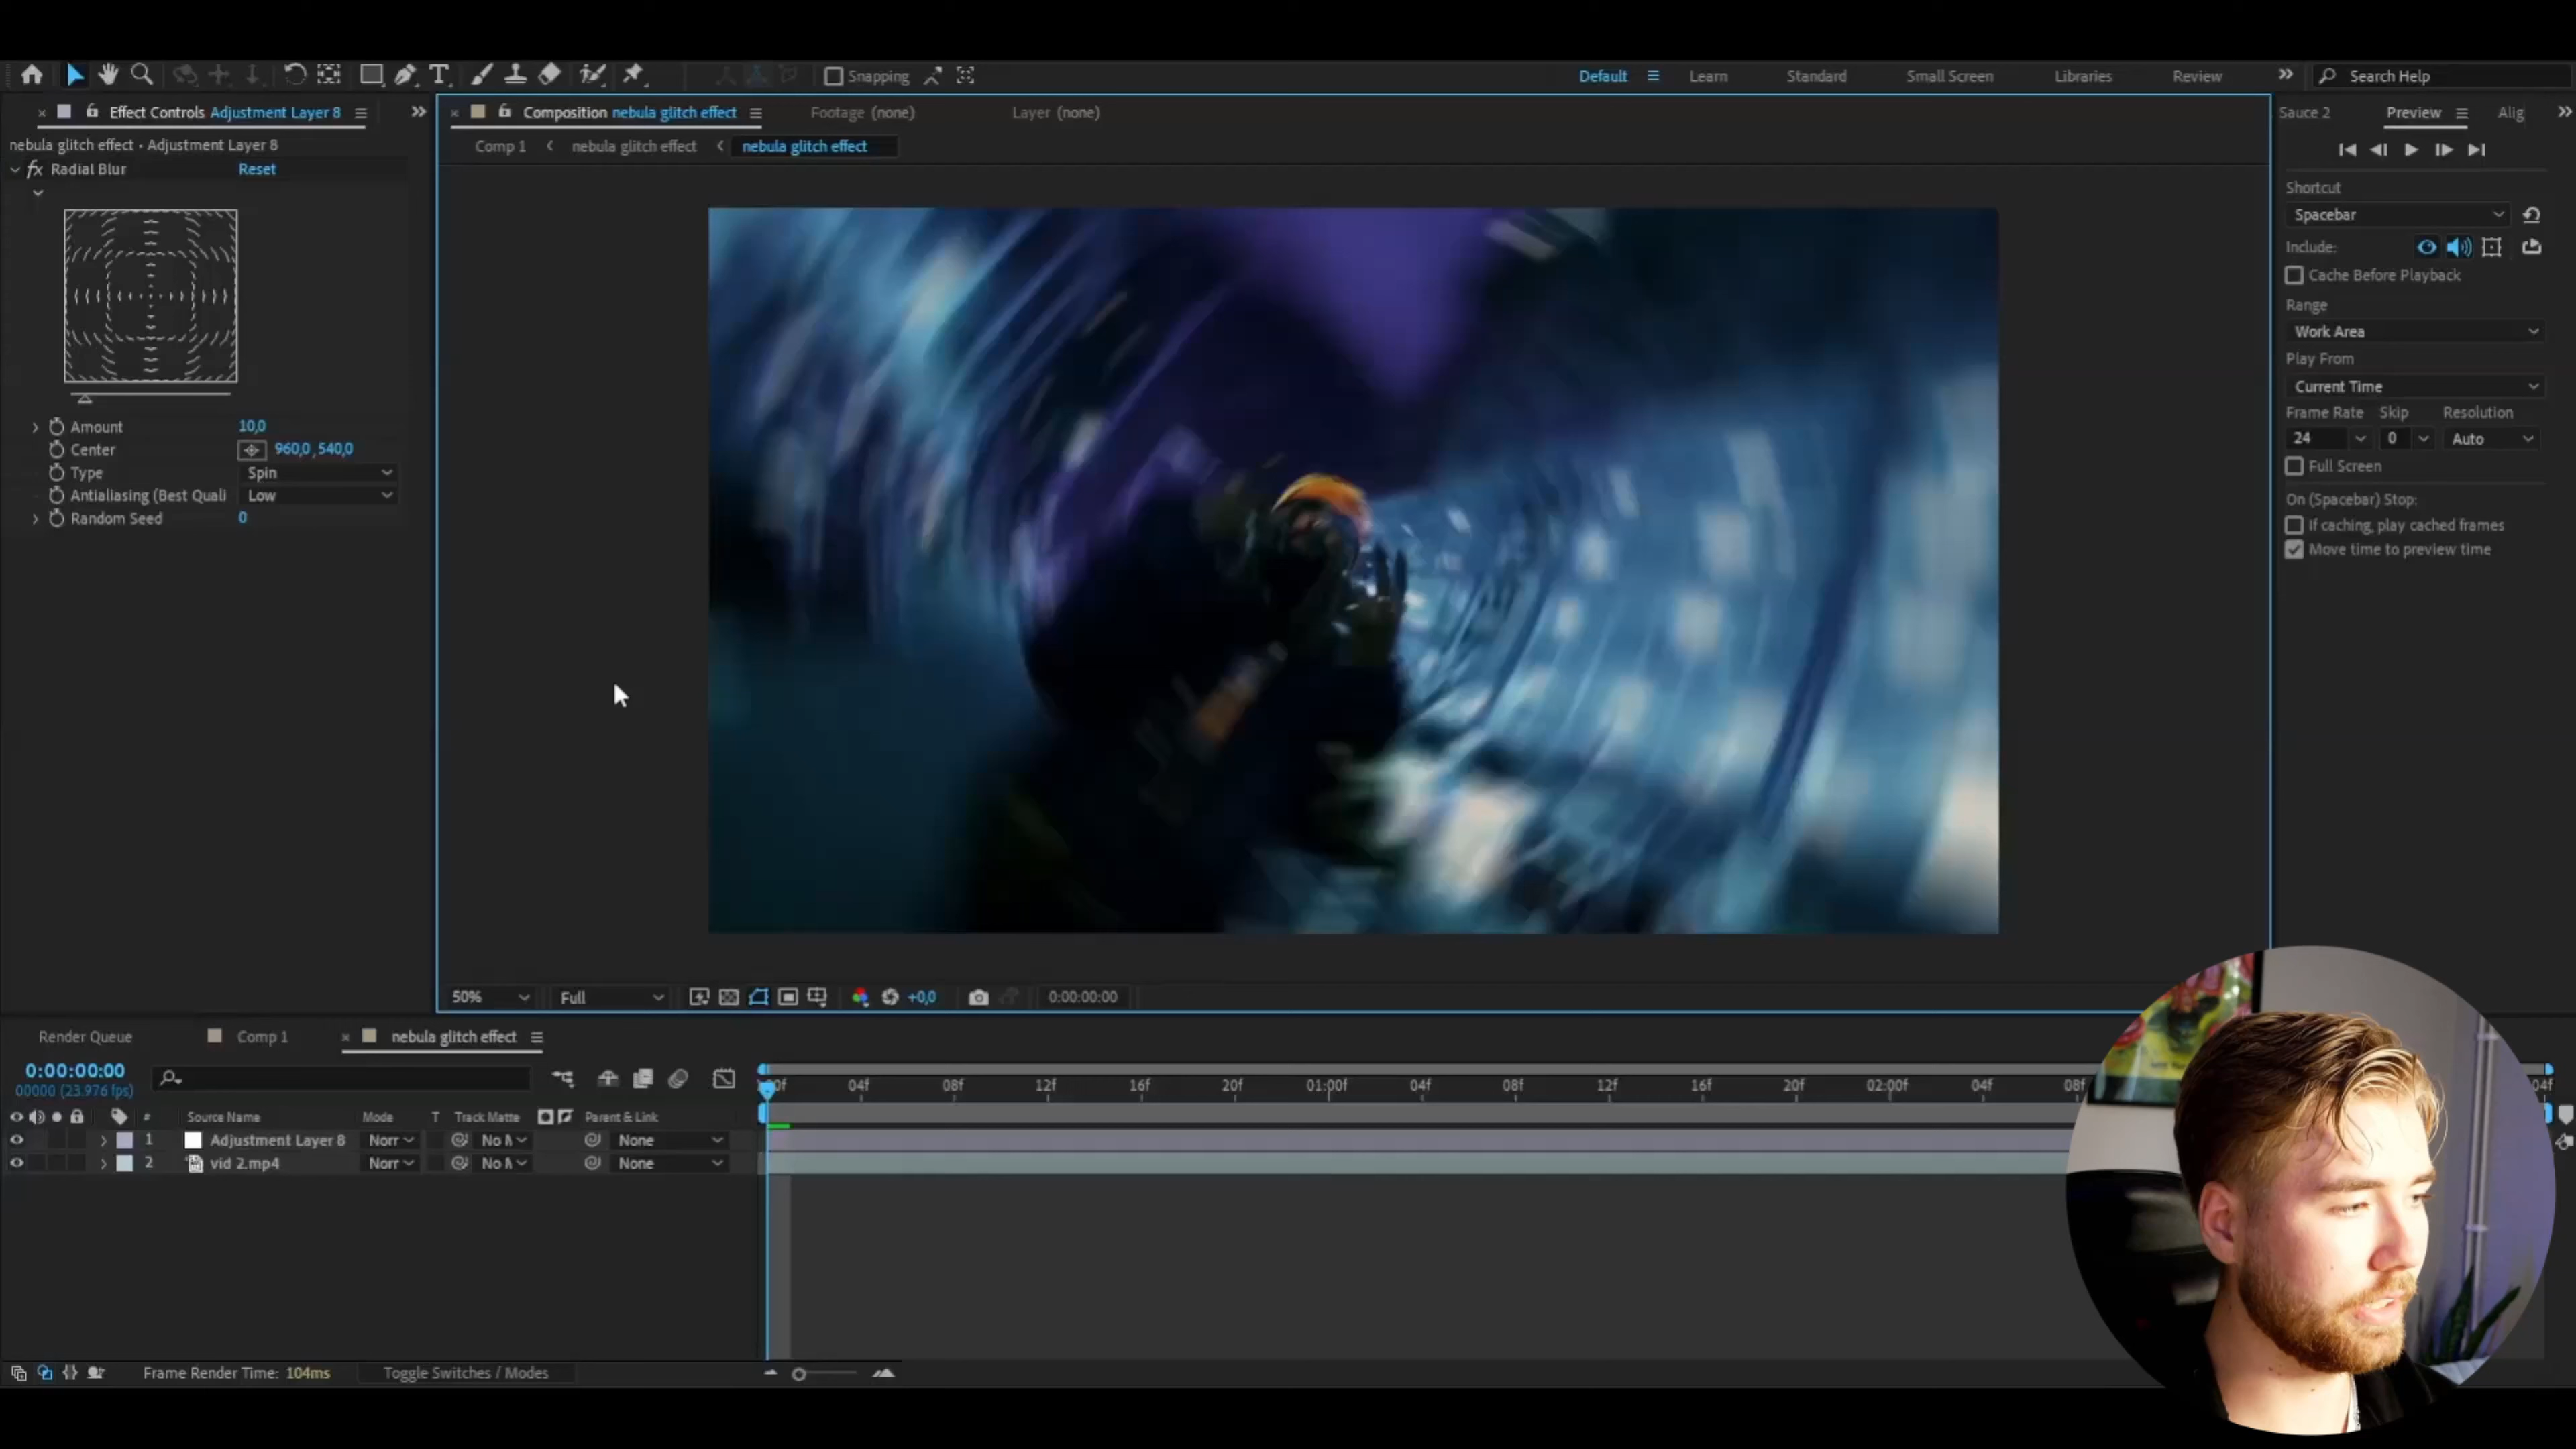 Snapping
Default
Learn
Standard
Small Screen
Libraries
Review
Search Help
Effect Controls Adjustment Layer 8
Composition nebula glitch effect
Footage (none)
Layer (none)
Sauce 2
Preview
Alig
nebula glitch effect • Adjustment Layer 8
Comp 1
nebula glitch effect
nebula glitch effect
fx Radial Blur
Reset
Amount
10,0
Center
960,0, 540,0
Type
Spin
Antialiasing (Best Quali
Low
Random Seed
0
Shortcut
Spacebar
Include:
Cache Before Playback
Range
Work Area
Play From
Current Time
Frame Rate
Skip
Resolution
24
0
Auto
Full Screen
On (Spacebar) Stop:
If caching, play cached frames
Move time to preview time
50%
Full
+0,0
0:00:00:00
Render Queue
Comp 1
nebula glitch effect
0:00:00:00
00000 (23.976 fps)
00f
04f
08f
12f
16f
20f
01:00f
04f
08f
12f
16f
20f
02:00f
04f
08f
04f
#
Source Name
Mode
T
Track Matte
Parent & Link
1
Adjustment Layer 8
Norr
No M
None
2
vid 2.mp4
Norr
No M
None
Frame Render Time: 104ms
Toggle Switches / Modes